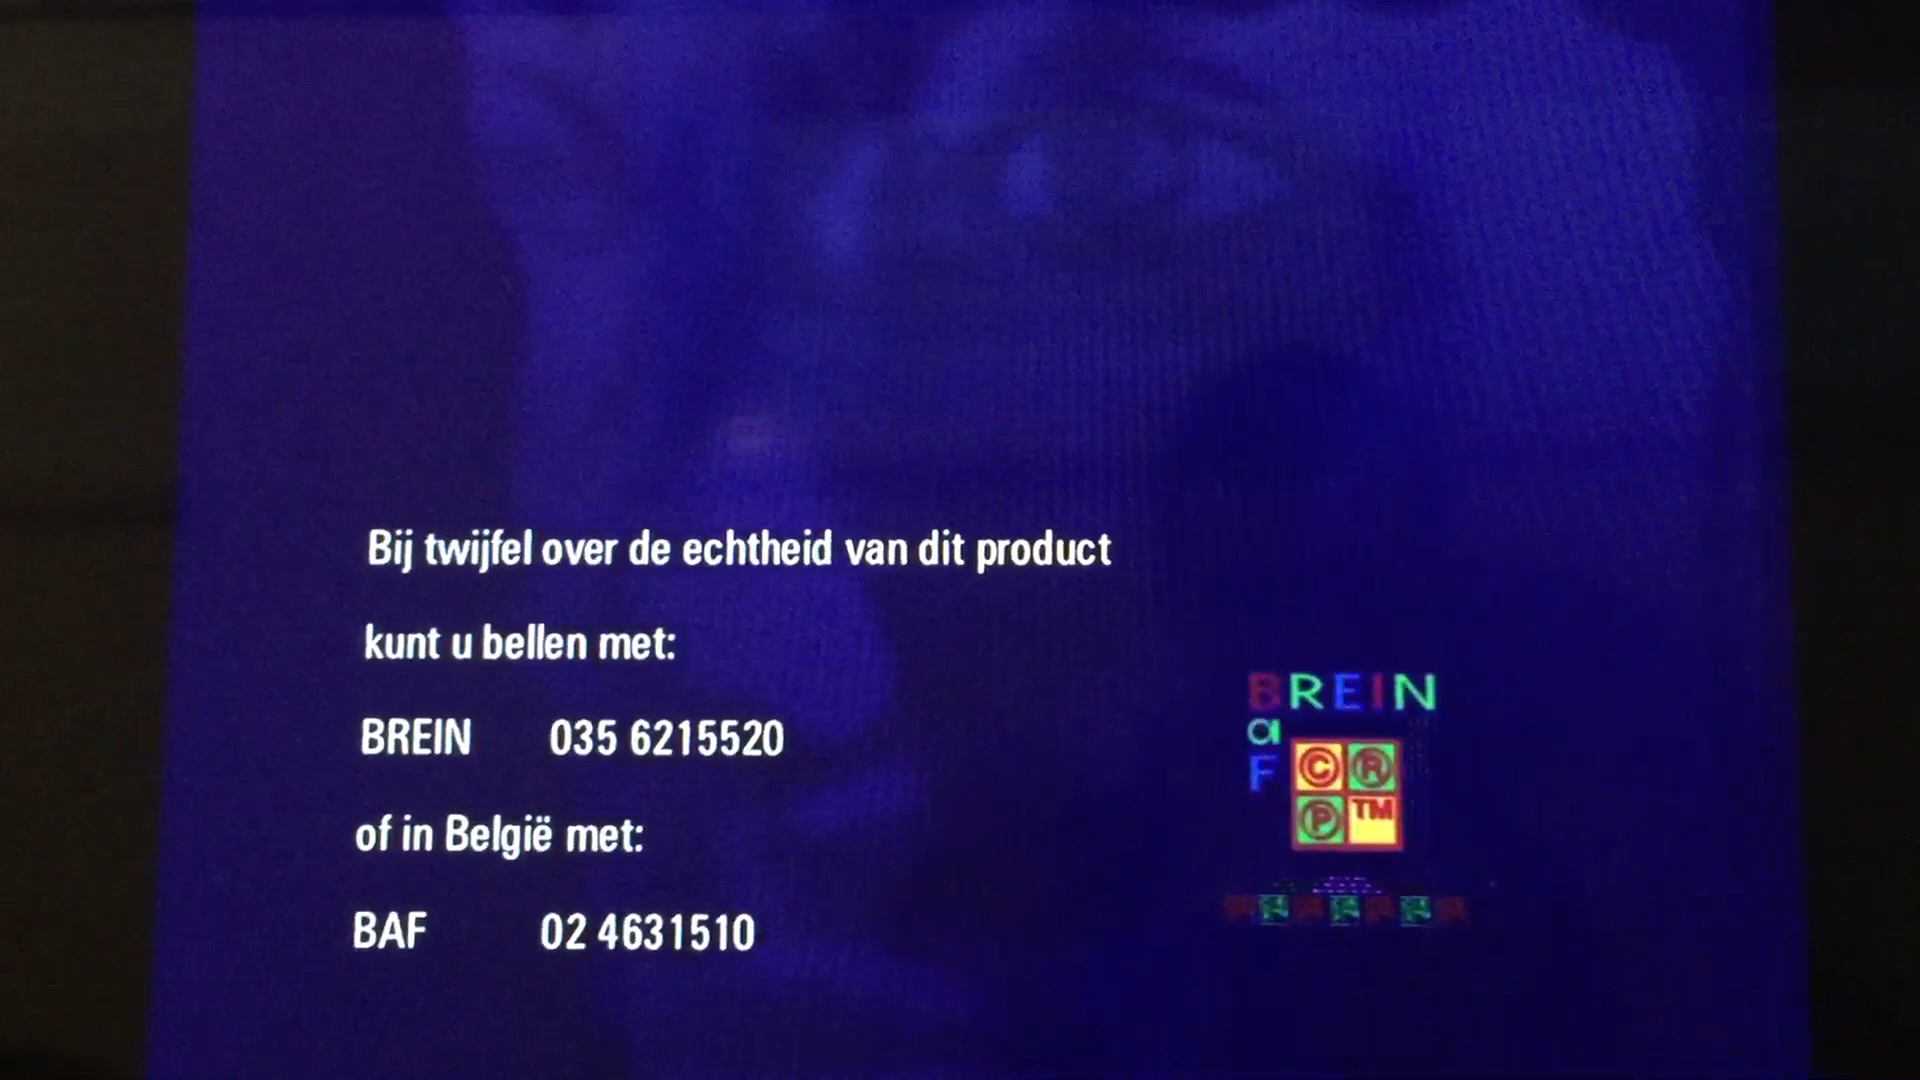 Bij twijfel over de echtheid van dit product
kunt u bellen met:
BREIN 035 6215520
of in België met:
BAF 02 4631510
BREIN
aF
© ®
℗ TM